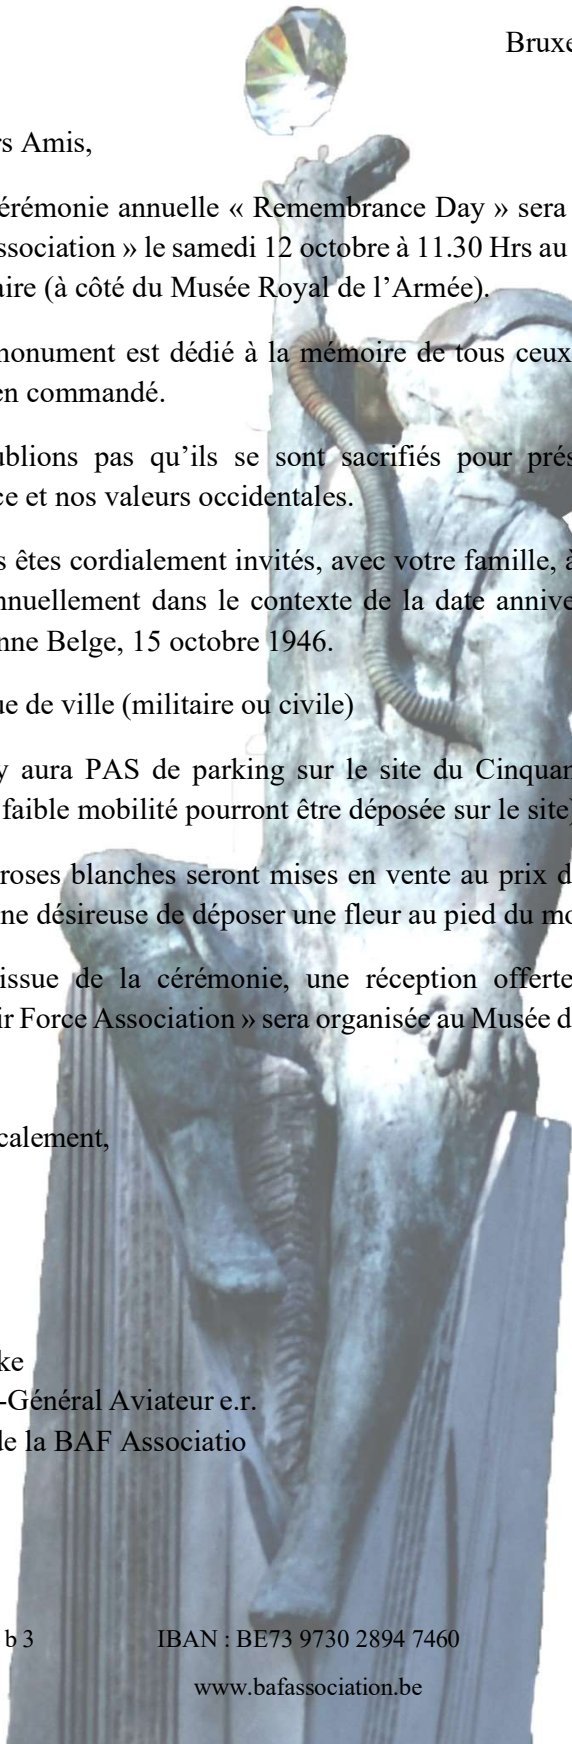 Bruxe
rs Amis,
érémonie annuelle « Remembrance Day » sera
ssociation » le samedi 12 octobre à 11.30 Hrs au
aire (à côté du Musée Royal de l’Armée).
monument est dédié à la mémoire de tous ceux
en commandé.
ublions pas qu’ils se sont sacrifiés pour prés
ce et nos valeurs occidentales.
s êtes cordialement invités, avec votre famille, à
nnuellement dans le contexte de la date annive
nne Belge, 15 octobre 1946.
ue de ville (militaire ou civile)
y aura PAS de parking sur le site du Cinquan
faible mobilité pourront être déposée sur le site)
roses blanches seront mises en vente au prix d
ne désireuse de déposer une fleur au pied du mo
issue de la cérémonie, une réception offerte
ir Force Association » sera organisée au Musée d
calement,
ke
-Général Aviateur e.r.
de la BAF Associatio
b 3 IBAN : BE73 9730 2894 7460
www.bafassociation.be